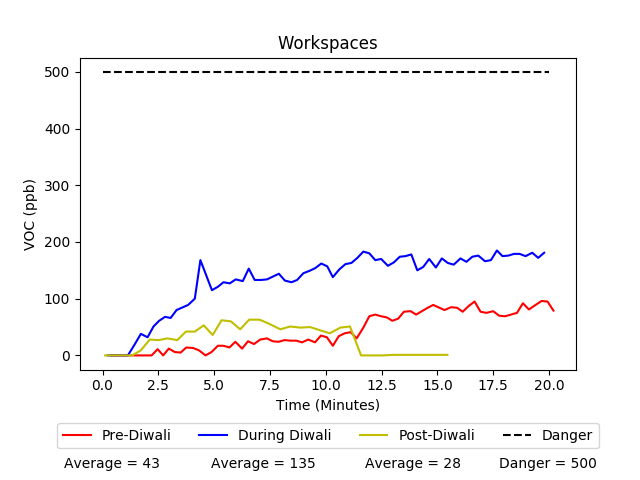 Workspaces
500
400
300
200
100
0
VOC (ppb)
0.0 2.5 5.0 7.5 10.0 12.5 15.0 17.5 20.0
Time (Minutes)
Pre-Diwali During Diwali Post-Diwali Danger
Average = 43 Average = 135 Average = 28 Danger = 500